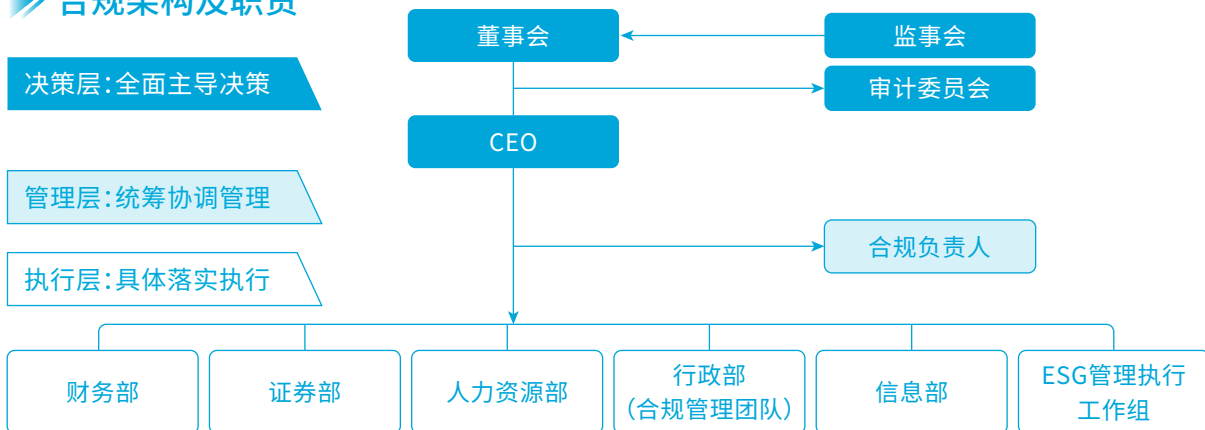 合规架构及职责
董事会
监事会
决策层：全面主导决策
审计委员会
CEO
管理层：统筹协调管理
合规负责人
执行层：具体落实执行
财务部
证券部
人力资源部
行政部
（合规管理团队）
信息部
ESG管理执行
工作组